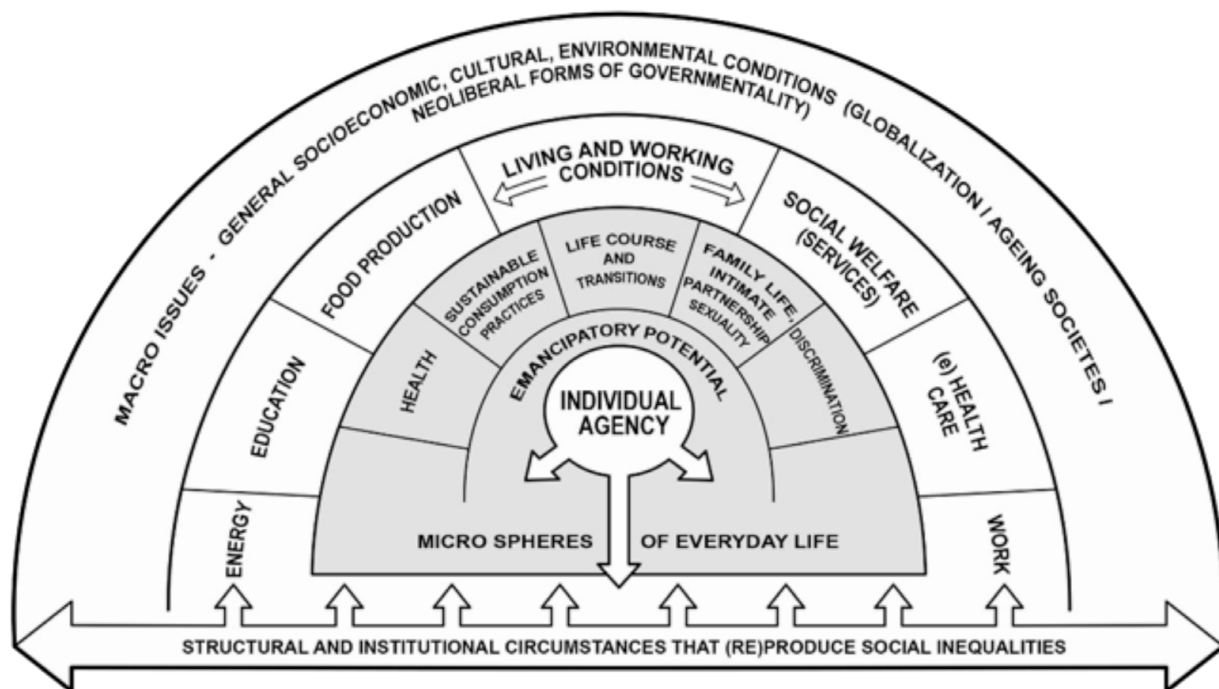 MACRO ISSUES - GENERAL SOCIOECONOMIC, CULTURAL, ENVIRONMENTAL CONDITIONS (GLOBALIZATION / AGEING SOCIETES /
NEOLIBERAL FORMS OF GOVERNMENTALITY)
LIVING AND WORKING
CONDITIONS
FOOD PRODUCTION
SOCIAL WELFARE
(SERVICES)
EDUCATION
(e) HEALTH
CARE
ENERGY
WORK
SUSTAINABLE
CONSUMPTION
PRACTICES
LIFE COURSE
AND
TRANSITIONS
FAMILY LIFE,
INTIMATE
PARTNERSHIP
SEXUALITY
HEALTH
DISCRIMINATION
EMANCIPATORY POTENTIAL
INDIVIDUAL
AGENCY
MICRO SPHERES OF EVERYDAY LIFE
STRUCTURAL AND INSTITUTIONAL CIRCUMSTANCES THAT (RE)PRODUCE SOCIAL INEQUALITIES